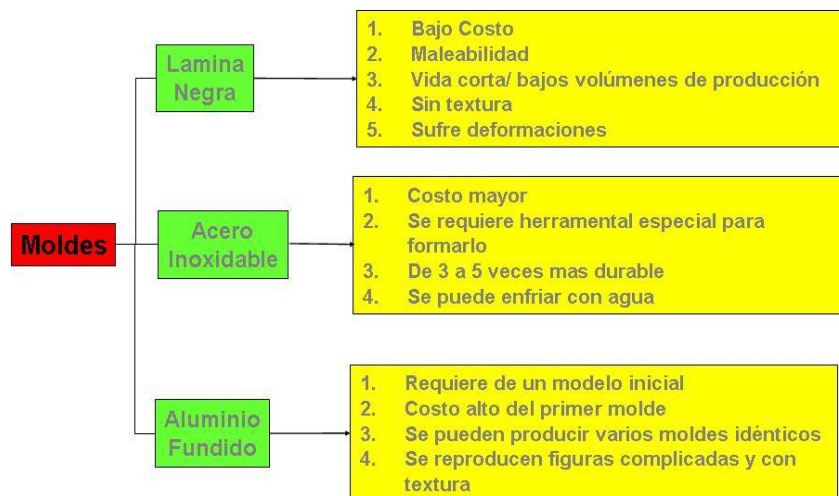 Moldes
Lamina
Negra
1. Bajo Costo
2. Maleabilidad
3. Vida corta/ bajos volúmenes de producción
4. Sin textura
5. Sufre deformaciones
Acero
Inoxidable
1. Costo mayor
2. Se requiere herramental especial para
formarlo
3. De 3 a 5 veces mas durable
4. Se puede enfriar con agua
Aluminio
Fundido
1. Requiere de un modelo inicial
2. Costo alto del primer molde
3. Se pueden producir varios moldes idénticos
4. Se reproducen figuras complicadas y con
textura